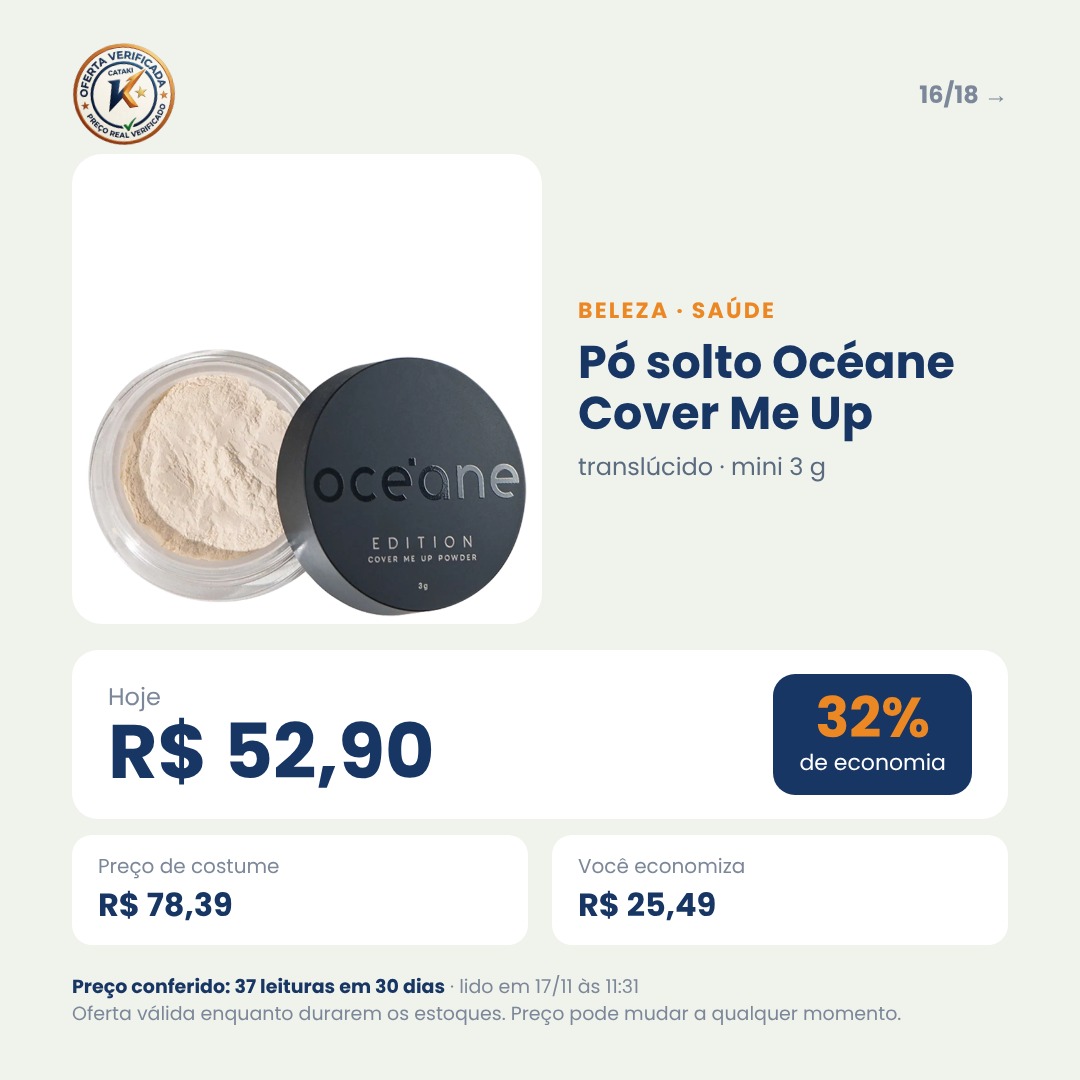 OFERTA VERIFICADA
CATAKI
K
PREÇO REAL VERIFICADO
16/18 →
BELEZA · SAÚDE
Pó solto Océane
Cover Me Up
translúcido · mini 3 g
océane
EDITION
COVER ME UP POWDER
3g
Hoje
R$ 52,90
32%
de economia
Preço de costume
R$ 78,39
Você economiza
R$ 25,49
Preço conferido: 37 leituras em 30 dias · lido em 17/11 às 11:31
Oferta válida enquanto durarem os estoques. Preço pode mudar a qualquer momento.